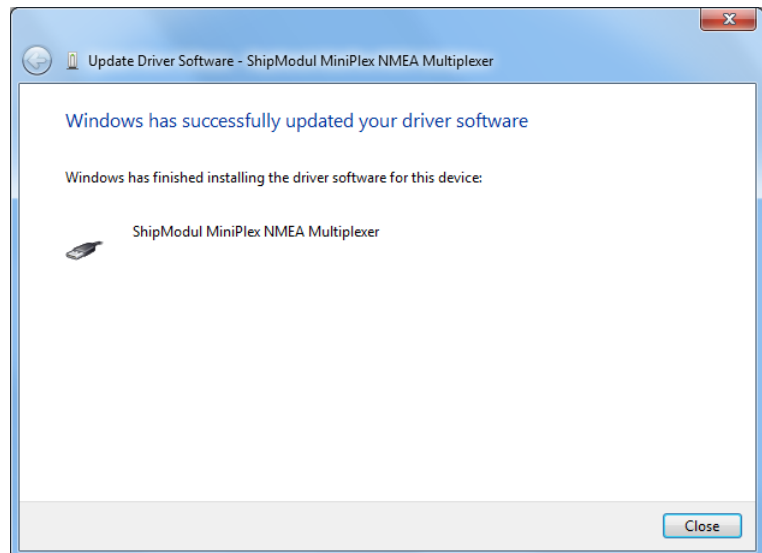 Update Driver Software - ShipModul MiniPlex NMEA Multiplexer
Windows has successfully updated your driver software
Windows has finished installing the driver software for this device:
ShipModul MiniPlex NMEA Multiplexer
Close